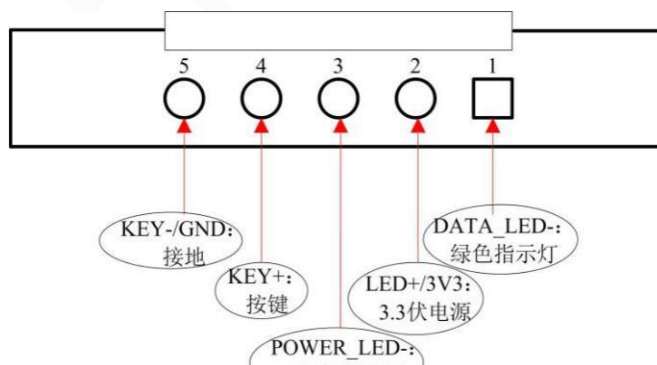 5 4 3 2 1
KEY-/GND：
接地
KEY+：
按键
POWER_LED-：
LED+/3V3：
3.3伏电源
DATA_LED-：
绿色指示灯